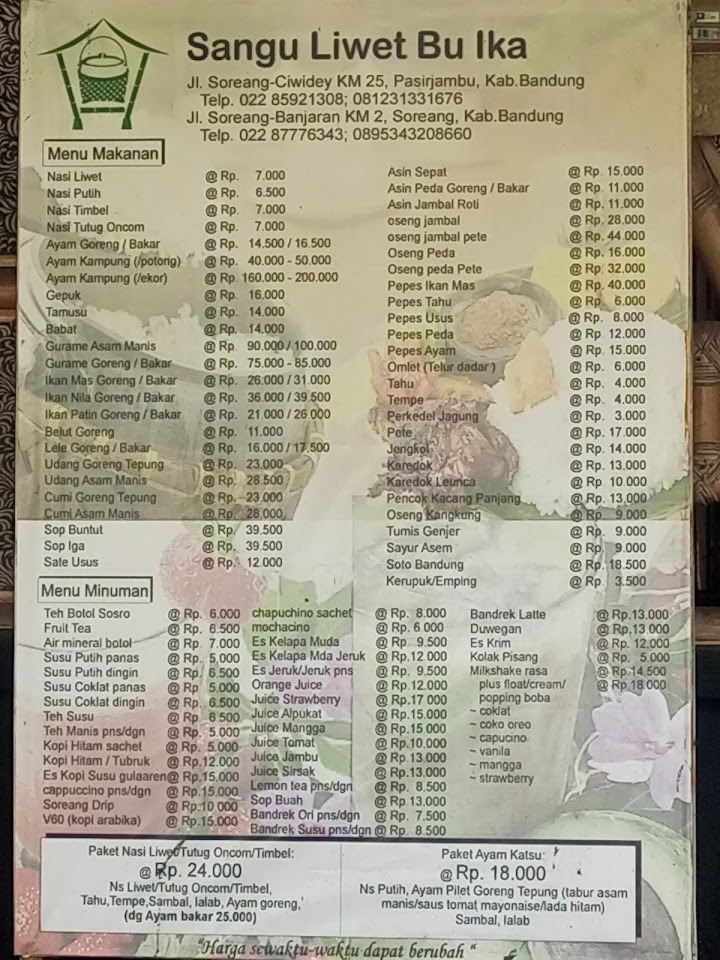 Sangu Liwet Bu Ika
Jl. Soreang-Ciwidey KM 25, Pasirjambu, Kab.Bandung
Telp. 022 85921308; 081231331676
Jl. Soreang-Banjaran KM 2, Soreang, Kab.Bandung
Telp. 022 87776343; 0895343208660
Menu Makanan
Nasi Liwet @ Rp. 7.000
Nasi Putih @ Rp. 6.500
Nasi Timbel @ Rp. 7.000
Nasi Tutug Oncom @ Rp. 7.000
Ayam Goreng / Bakar @ Rp. 14.500 / 16.500
Ayam Kampung (/potong) @ Rp. 40.000 - 50.000
Ayam Kampung (/ekor) @ Rp. 160.000 - 200.000
Gepuk @ Rp. 16.000
Tamusu @ Rp. 14.000
Babat @ Rp. 14.000
Gurame Asam Manis @ Rp. 90.000 / 100.000
Gurame Goreng / Bakar @ Rp. 75.000 - 85.000
Ikan Mas Goreng / Bakar @ Rp. 26.000 / 31.000
Ikan Nila Goreng / Bakar @ Rp. 36.000 / 39.500
Ikan Patin Goreng / Bakar @ Rp. 21.000 / 26.000
Belut Goreng @ Rp. 11.000
Lele Goreng / Bakar @ Rp. 16.000 / 17.500
Udang Goreng Tepung @ Rp. 23.000
Udang Asam Manis @ Rp. 28.500
Cumi Goreng Tepung @ Rp. 23.000
Cumi Asam Manis @ Rp. 28.000
Sop Buntut @ Rp. 39.500
Sop Iga @ Rp. 39.500
Sate Usus @ Rp. 12.000
Asin Sepat @ Rp. 15.000
Asin Peda Goreng / Bakar @ Rp. 11.000
Asin Jambal Roti @ Rp. 11.000
oseng jambal @ Rp. 28.000
oseng jambal pete @ Rp. 44.000
Oseng Peda @ Rp. 16.000
Oseng peda Pete @ Rp. 32.000
Pepes Ikan Mas @ Rp. 40.000
Pepes Tahu @ Rp. 6.000
Pepes Usus @ Rp. 8.000
Pepes Peda @ Rp. 12.000
Pepes Ayam @ Rp. 15.000
Omlet (Telur dadar ) @ Rp. 6.000
Tahu @ Rp. 4.000
Tempe @ Rp. 4.000
Perkedel Jagung @ Rp. 3.000
Pete @ Rp. 17.000
Jengkol @ Rp. 14.000
Karedok @ Rp. 13.000
Karedok Leunca @ Rp. 10.000
Pencok Kacang Panjang @ Rp. 13.000
Oseng Kangkung @ Rp. 9.000
Tumis Genjer @ Rp. 9.000
Sayur Asem @ Rp. 9.000
Soto Bandung @ Rp. 18.500
Kerupuk/Emping @ Rp. 3.500
Menu Minuman
Teh Botol Sosro @ Rp. 6.000
Fruit Tea @ Rp. 6.500
Air mineral botol @ Rp. 7.000
Susu Putih panas @ Rp. 5.000
Susu Putih dingin @ Rp. 6.500
Susu Coklat panas @ Rp. 5.000
Susu Coklat dingin @ Rp. 6.500
Teh Susu @ Rp. 6.500
Teh Manis pns/dgn @ Rp. 5.000
Kopi Hitam sachet @ Rp. 5.000
Kopi Hitam / Tubruk @ Rp.12.000
Es Kopi Susu gulaaren @ Rp.15.000
cappuccino pns/dgn @ Rp.15.000
Soreang Drip @ Rp.10.000
V60 (kopi arabika) @ Rp.15.000
chapuchino sachet @ Rp. 8.000
mochacino @ Rp. 6.000
Es Kelapa Muda @ Rp. 9.500
Es Kelapa Mda Jeruk @ Rp.12.000
Es Jeruk/Jeruk pns @ Rp. 9.500
Orange Juice @ Rp.12.000
Juice Strawberry @ Rp.17.000
Juice Alpukat @ Rp.15.000
Juice Mangga @ Rp.15.000
Juice Tomat @ Rp.10.000
Juice Jambu @ Rp.13.000
Juice Sirsak @ Rp.13.000
Lemon tea pns/dgn @ Rp. 8.500
Sop Buah @ Rp.13.000
Bandrek Ori pns/dgn @ Rp. 7.500
Bandrek Susu pns/dgn @ Rp. 8.500
Bandrek Latte @ Rp.13.000
Duwegan @ Rp.13.000
Es Krim @ Rp. 12.000
Kolak Pisang @ Rp. 5.000
Milkshake rasa @ Rp.14.500
plus float/cream/ @ Rp.18.000
popping boba
~ coklat
~ coko oreo
~ capucino
~ vanila
~ mangga
~ strawberry
Paket Nasi Liwet/Tutug Oncom/Timbel:
@ Rp. 24.000
Ns Liwet/Tutug Oncom/Timbel,
Tahu,Tempe,Sambal, lalab, Ayam goreng,
(dg Ayam bakar 25.000)
Paket Ayam Katsu:
@ Rp. 18.000
Ns Putih, Ayam Pilet Goreng Tepung (tabur asam
manis/saus tomat mayonaise/lada hitam)
Sambal, lalab
"Harga sewaktu-waktu dapat berubah "